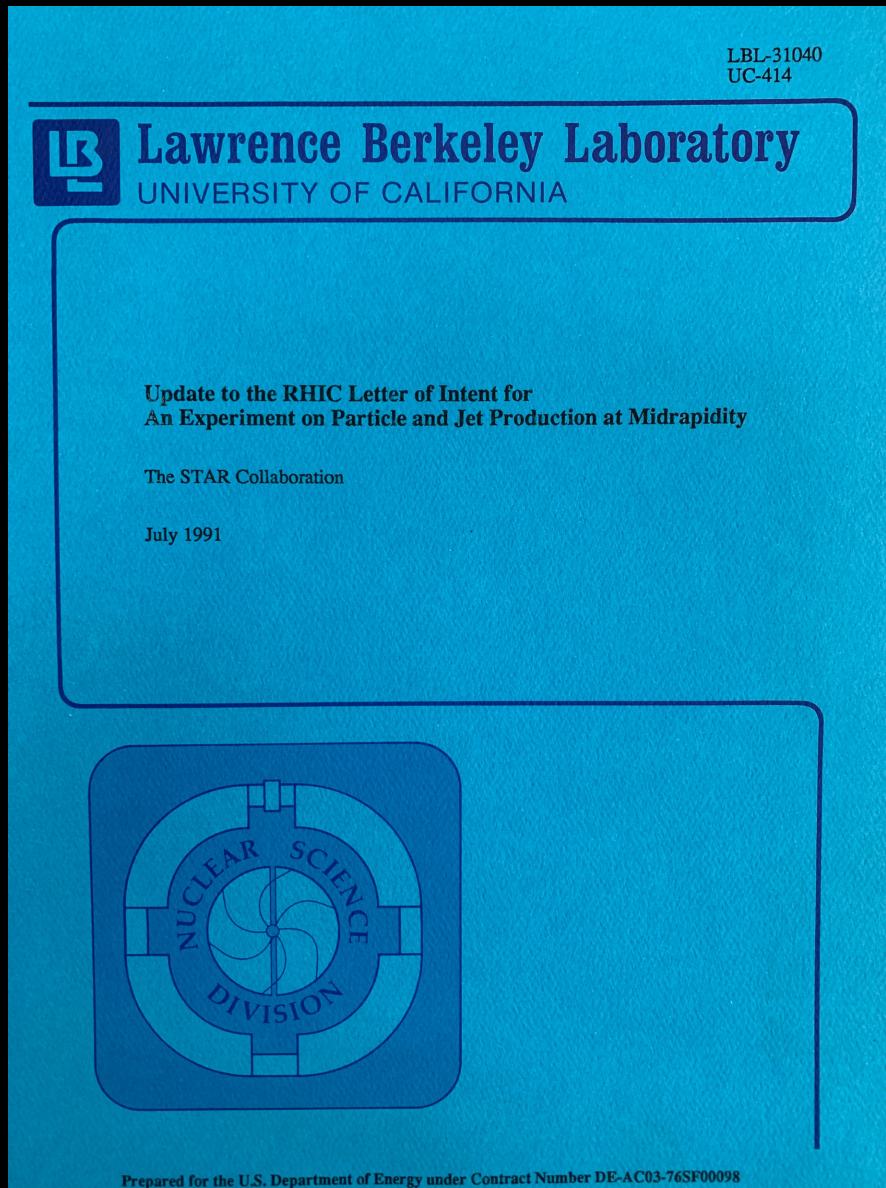 LBL-31040
UC-414
LB Lawrence Berkeley Laboratory
UNIVERSITY OF CALIFORNIA
Update to the RHIC Letter of Intent for
An Experiment on Particle and Jet Production at Midrapidity
The STAR Collaboration
July 1991
NUCLEAR SCIENCE
DIVISION
Prepared for the U.S. Department of Energy under Contract Number DE-AC03-76SF00098